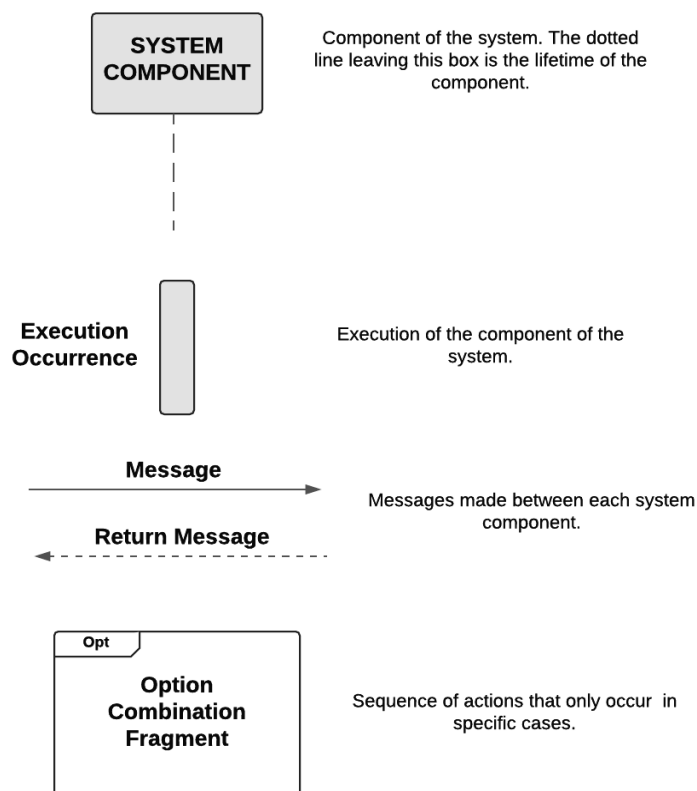 SYSTEM
COMPONENT
Component of the system. The dotted
line leaving this box is the lifetime of the
component.
Execution
Occurrence
Execution of the component of the
system.
Message
Return Message
Messages made between each system
component.
Opt
Option
Combination
Fragment
Sequence of actions that only occur in
specific cases.